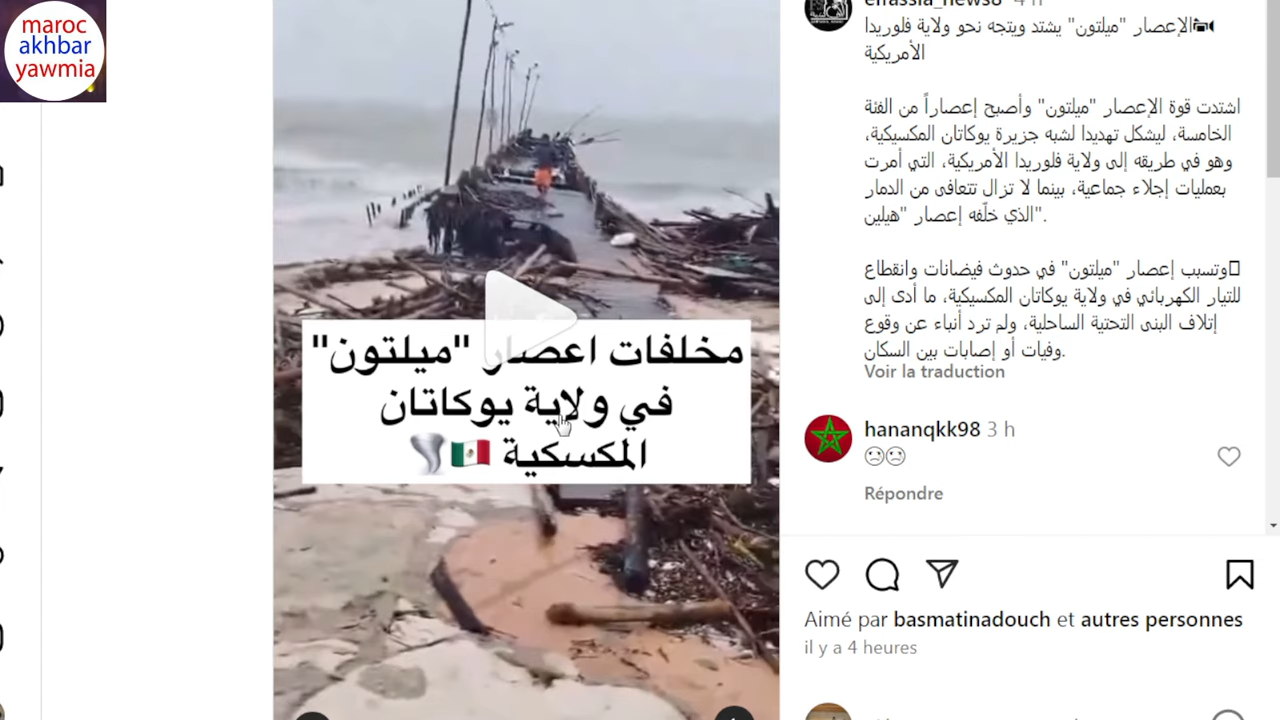 maroc
akhbar
yawmia
مخلفات اعصار "ميلتون"
في ولاية يوكاتان
المكسكية
elfassia_news8 4 h
الإعصار "ميلتون" يشتد ويتجه نحو ولاية فلوريدا
الأمريكية
اشتدت قوة الإعصار "ميلتون" وأصبح إعصاراً من الفئة
الخامسة، ليشكل تهديدا لشبه جزيرة يوكاتان المكسيكية،
وهو في طريقه إلى ولاية فلوريدا الأمريكية، التي أمرت
بعمليات إجلاء جماعية، بينما لا تزال تتعافى من الدمار
الذي خلّفه إعصار "هيلين".
وتسبب إعصار "ميلتون" في حدوث فيضانات وانقطاع
للتيار الكهربائي في ولاية يوكاتان المكسيكية، ما أدى إلى
إتلاف البنى التحتية الساحلية، ولم ترد أنباء عن وقوع
وفيات أو إصابات بين السكان.
Voir la traduction
hananqkk98 3 h
Répondre
Aimé par basmatinadouch et autres personnes
il y a 4 heures